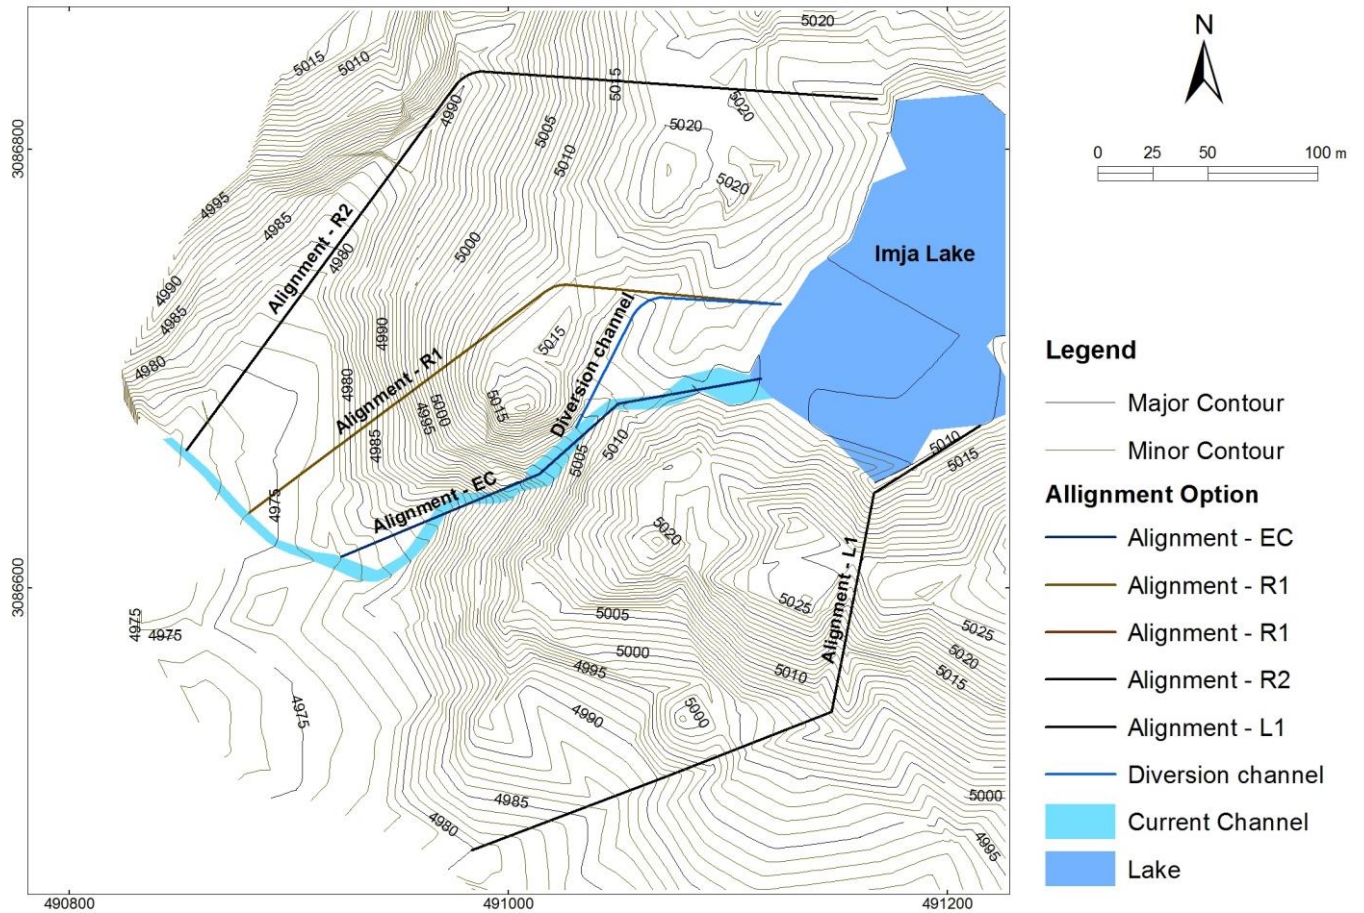 5020
5015
5010
5015
4990
5020
5005
5020
3086800
5010
5020
4995
4985
Alignment - R2
4980
5000
Imja Lake
4990
4985
4990
Diversion channel
5015
4980
Alignment - R1
4980
5000
4995
5015
4985
5010
5005
5010
5015
Alignment - EC
4975
5020
3086600
Alignment - L1
5025
5005
4975
4975
5025
5000
5020
4995
5010
5015
4975
4990
5000
4985
5000
4980
4995
490800
491000
491200
N
0 25 50 100 m
Legend
Major Contour
Minor Contour
Allignment Option
Alignment - EC
Alignment - R1
Alignment - R1
Alignment - R2
Alignment - L1
Diversion channel
Current Channel
Lake